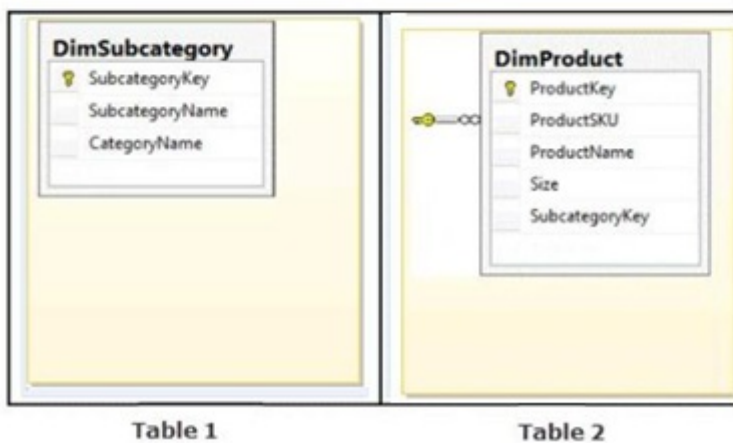 DimSubcategory
SubcategoryKey
SubcategoryName
CategoryName
DimProduct
ProductKey
ProductSKU
ProductName
Size
SubcategoryKey
Table 1
Table 2